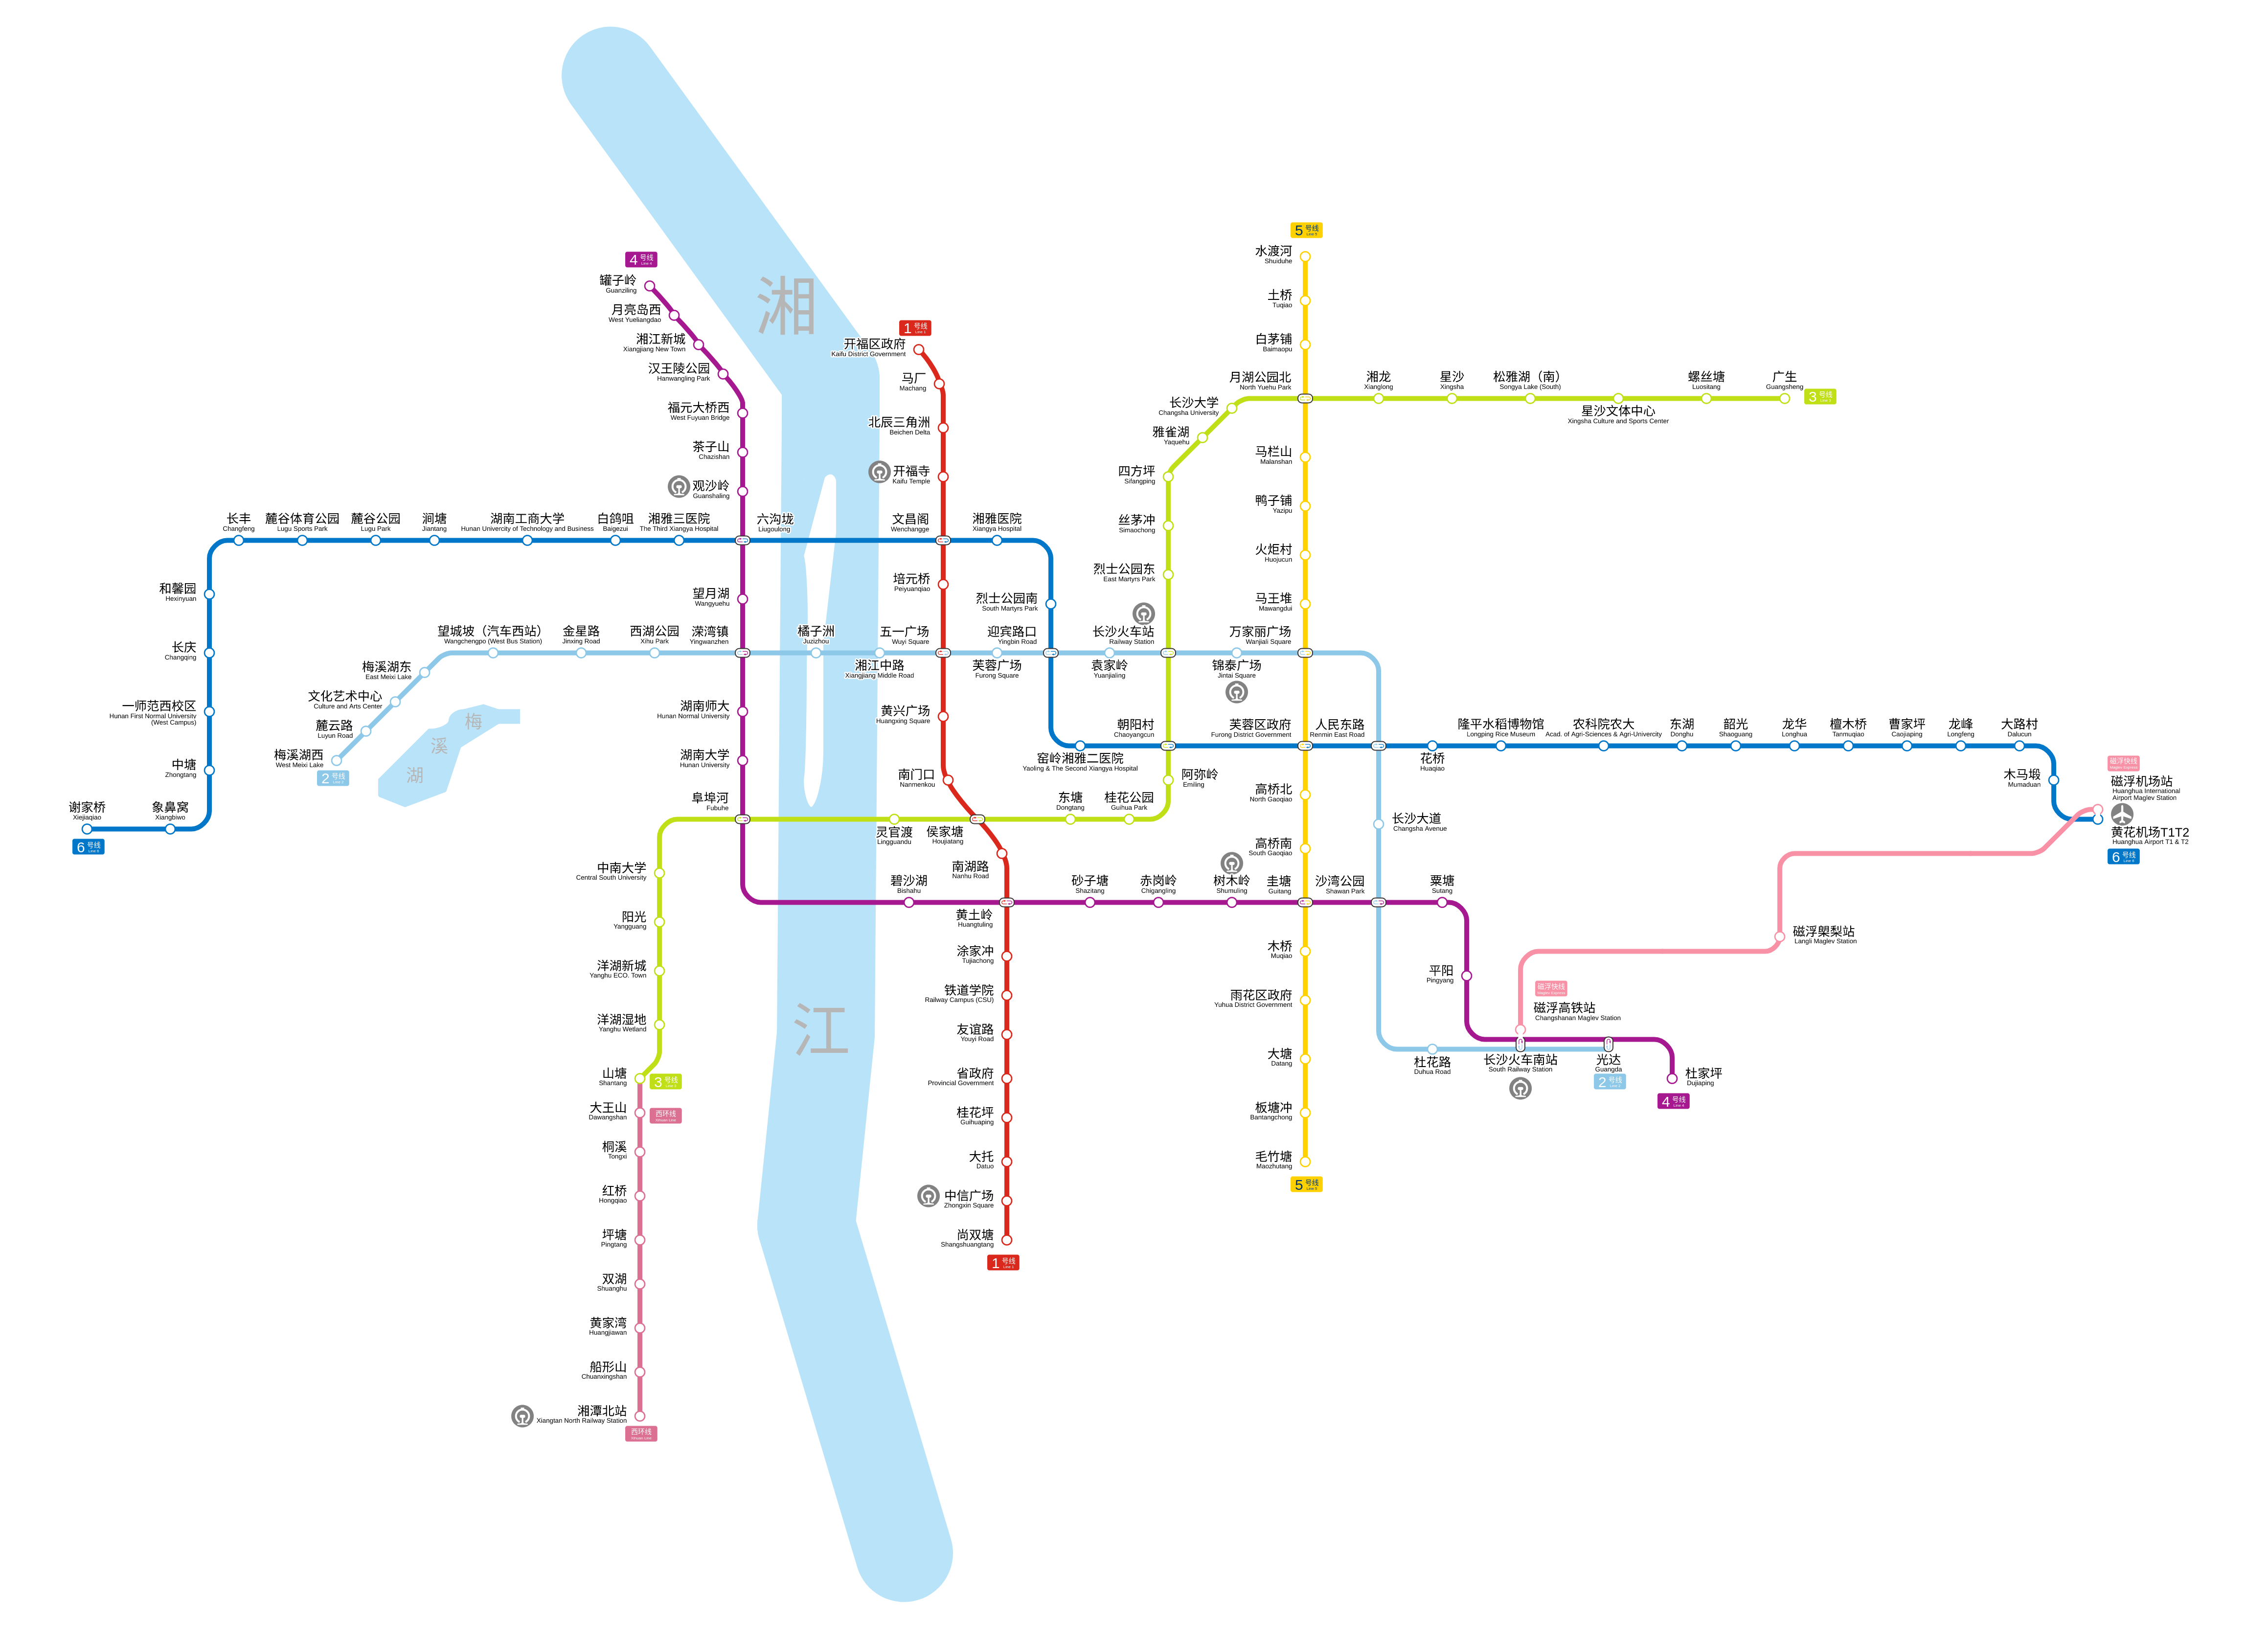 湘
江
梅
溪
湖
4 号线
Line 4
罐子岭
Guanziling
月亮岛西
West Yueliangdao
湘江新城
Xiangjiang New Town
汉王陵公园
Hanwangling Park
福元大桥西
West Fuyuan Bridge
茶子山
Chazishan
观沙岭
Guanshaling
六沟垅
Liugoulong
望月湖
Wangyuehu
溁湾镇
Yingwanzhen
湖南师大
Hunan Normal University
湖南大学
Hunan University
阜埠河
Fubuhe
碧沙湖
Bishahu
黄土岭
Huangtuling
砂子塘
Shazitang
赤岗岭
Chigangling
树木岭
Shumuling
圭塘
Guitang
沙湾公园
Shawan Park
粟塘
Sutang
平阳
Pingyang
长沙火车南站
South Railway Station
光达
Guangda
2 号线
Line 2
杜家坪
Dujiaping
4 号线
Line 4
1 号线
Line 1
开福区政府
Kaifu District Government
马厂
Machang
北辰三角洲
Beichen Delta
开福寺
Kaifu Temple
文昌阁
Wenchangge
培元桥
Peiyuanqiao
五一广场
Wuyi Square
黄兴广场
Huangxing Square
南门口
Nanmenkou
侯家塘
Houjiatang
南湖路
Nanhu Road
涂家冲
Tujiachong
铁道学院
Railway Campus (CSU)
友谊路
Youyi Road
省政府
Provincial Government
桂花坪
Guihuaping
大托
Datuo
中信广场
Zhongxin Square
尚双塘
Shangshuangtang
1 号线
Line 1
5 号线
Line 5
水渡河
Shuiduhe
土桥
Tuqiao
白茅铺
Baimaopu
月湖公园北
North Yuehu Park
马栏山
Malanshan
鸭子铺
Yazipu
火炬村
Huojucun
马王堆
Mawangdui
万家丽广场
Wanjiali Square
芙蓉区政府
Furong District Government
高桥北
North Gaoqiao
高桥南
South Gaoqiao
木桥
Muqiao
雨花区政府
Yuhua District Government
大塘
Datang
板塘冲
Bantangchong
毛竹塘
Maozhutang
5 号线
Line 5
湘龙
Xianglong
星沙
Xingsha
松雅湖（南）
Songya Lake (South)
星沙文体中心
Xingsha Culture and Sports Center
螺丝塘
Luositang
广生
Guangsheng
3 号线
Line 3
长沙大学
Changsha University
雅雀湖
Yaquehu
四方坪
Sifangping
丝茅冲
Simaochong
烈士公园东
East Martyrs Park
长沙火车站
Railway Station
朝阳村
Chaoyangcun
阿弥岭
Emiling
桂花公园
Guihua Park
东塘
Dongtang
灵官渡
Lingguandu
中南大学
Central South University
阳光
Yangguang
洋湖新城
Yanghu ECO. Town
洋湖湿地
Yanghu Wetland
山塘
Shantang
3 号线
Line 3
大王山
Dawangshan
西环线
Xihuan Line
桐溪
Tongxi
红桥
Hongqiao
坪塘
Pingtang
双湖
Shuanghu
黄家湾
Huangjiawan
船形山
Chuanxingshan
湘潭北站
Xiangtan North Railway Station
西环线
Xihuan Line
6 号线
Line 6
谢家桥
Xiejiaqiao
象鼻窝
Xiangbiwo
中塘
Zhongtang
一师范西校区
Hunan First Normal University
(West Campus)
长庆
Changqing
和馨园
Hexinyuan
长丰
Changfeng
麓谷体育公园
Lugu Sports Park
麓谷公园
Lugu Park
涧塘
Jiantang
湖南工商大学
Hunan Univercity of Technology and Business
白鸽咀
Baigezui
湘雅三医院
The Third Xiangya Hospital
湘雅医院
Xiangya Hospital
烈士公园南
South Martyrs Park
迎宾路口
Yingbin Road
窑岭湘雅二医院
Yaoling & The Second Xiangya Hospital
人民东路
Renmin East Road
花桥
Huaqiao
隆平水稻博物馆
Longping Rice Museum
农科院农大
Acad. of Agri-Sciences & Agri-Univercity
东湖
Donghu
韶光
Shaoguang
龙华
Longhua
檀木桥
Tanmuqiao
曹家坪
Caojiaping
龙峰
Longfeng
大路村
Dalucun
木马塅
Mumaduan
磁浮快线
Maglev Express
磁浮机场站
Huanghua International
Airport Maglev Station
黄花机场T1T2
Huanghua Airport T1 & T2
6 号线
Line 6
梅溪湖西
West Meixi Lake
2 号线
Line 2
麓云路
Luyun Road
文化艺术中心
Culture and Arts Center
梅溪湖东
East Meixi Lake
望城坡（汽车西站）
Wangchengpo (West Bus Station)
金星路
Jinxing Road
西湖公园
Xihu Park
橘子洲
Juzizhou
湘江中路
Xiangjiang Middle Road
芙蓉广场
Furong Square
袁家岭
Yuanjialing
锦泰广场
Jintai Square
长沙大道
Changsha Avenue
杜花路
Duhua Road
磁浮快线
Maglev Express
磁浮高铁站
Changshanan Maglev Station
磁浮㮾梨站
Langli Maglev Station